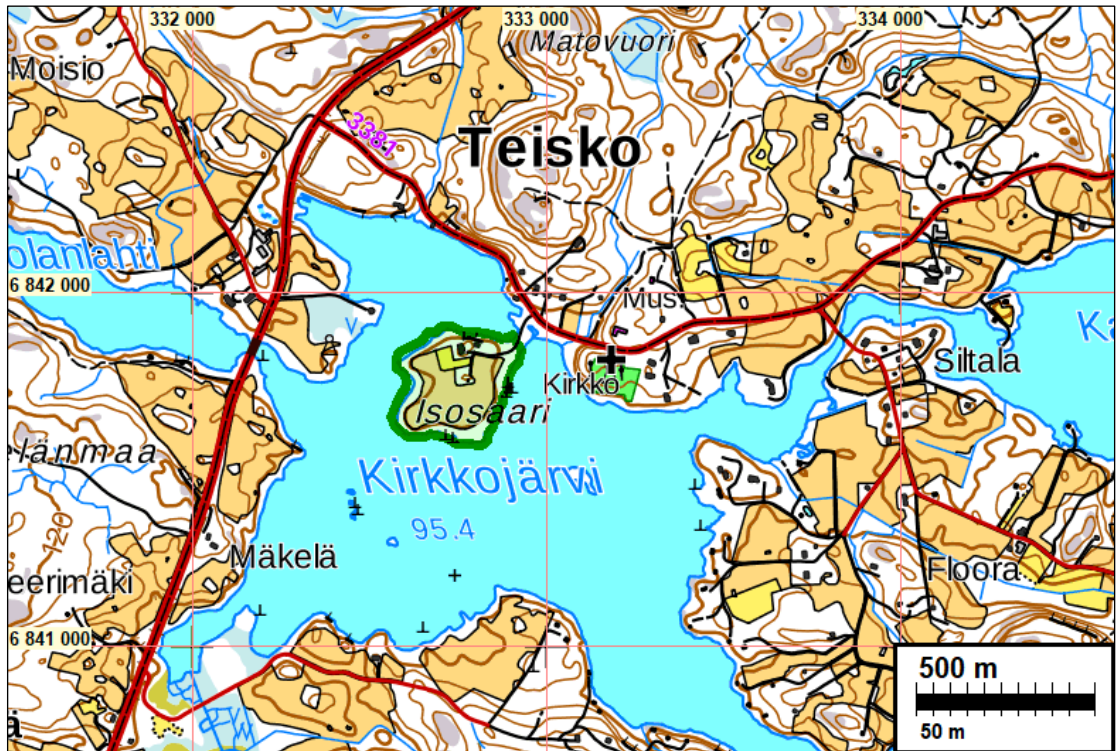 332 000
333 000
334 000
Moisio
Matovuori
3381
Teisko
olanlahti
6 842 000
Mus.
Kirkko
Siltala
Isosaari
Kirkkojärvi
95.4
120
Mäkelä
eerimäki
Floora
6 841 000
500 m
50 m